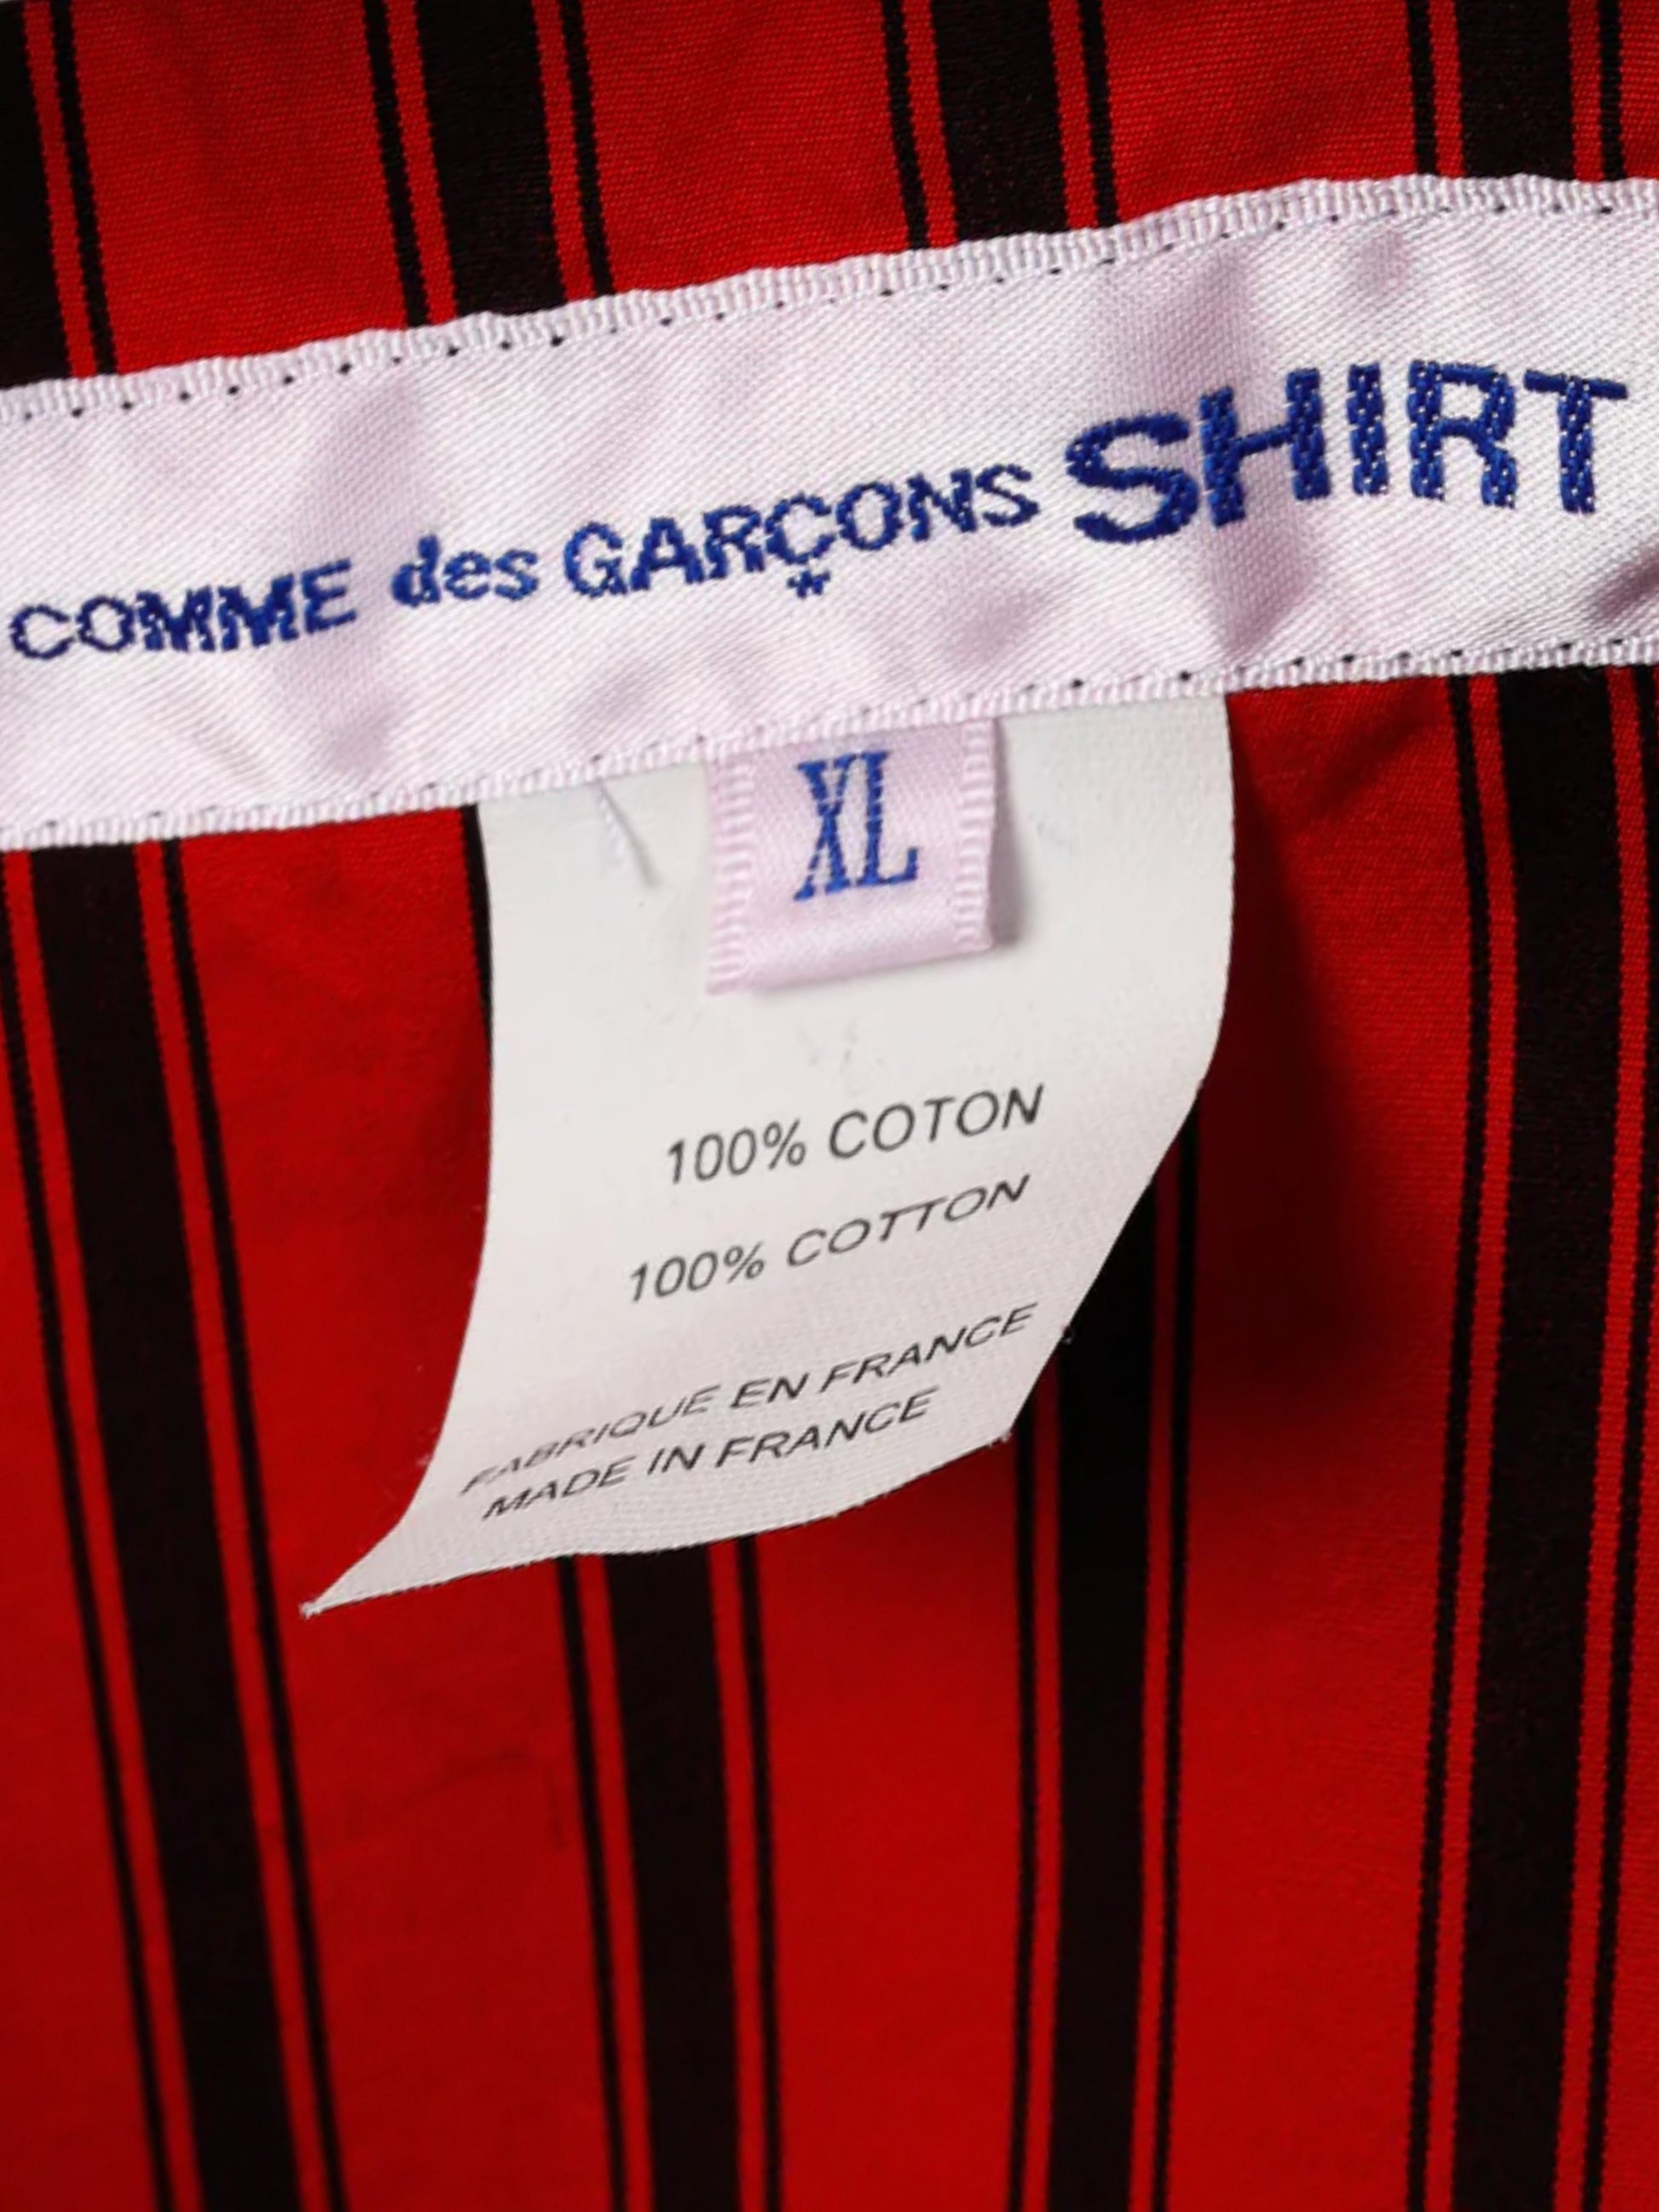 COMME des GARÇONS SHIRT
*
XL
100% COTON
100% COTTON
FABRIQUE EN FRANCE
MADE IN FRANCE